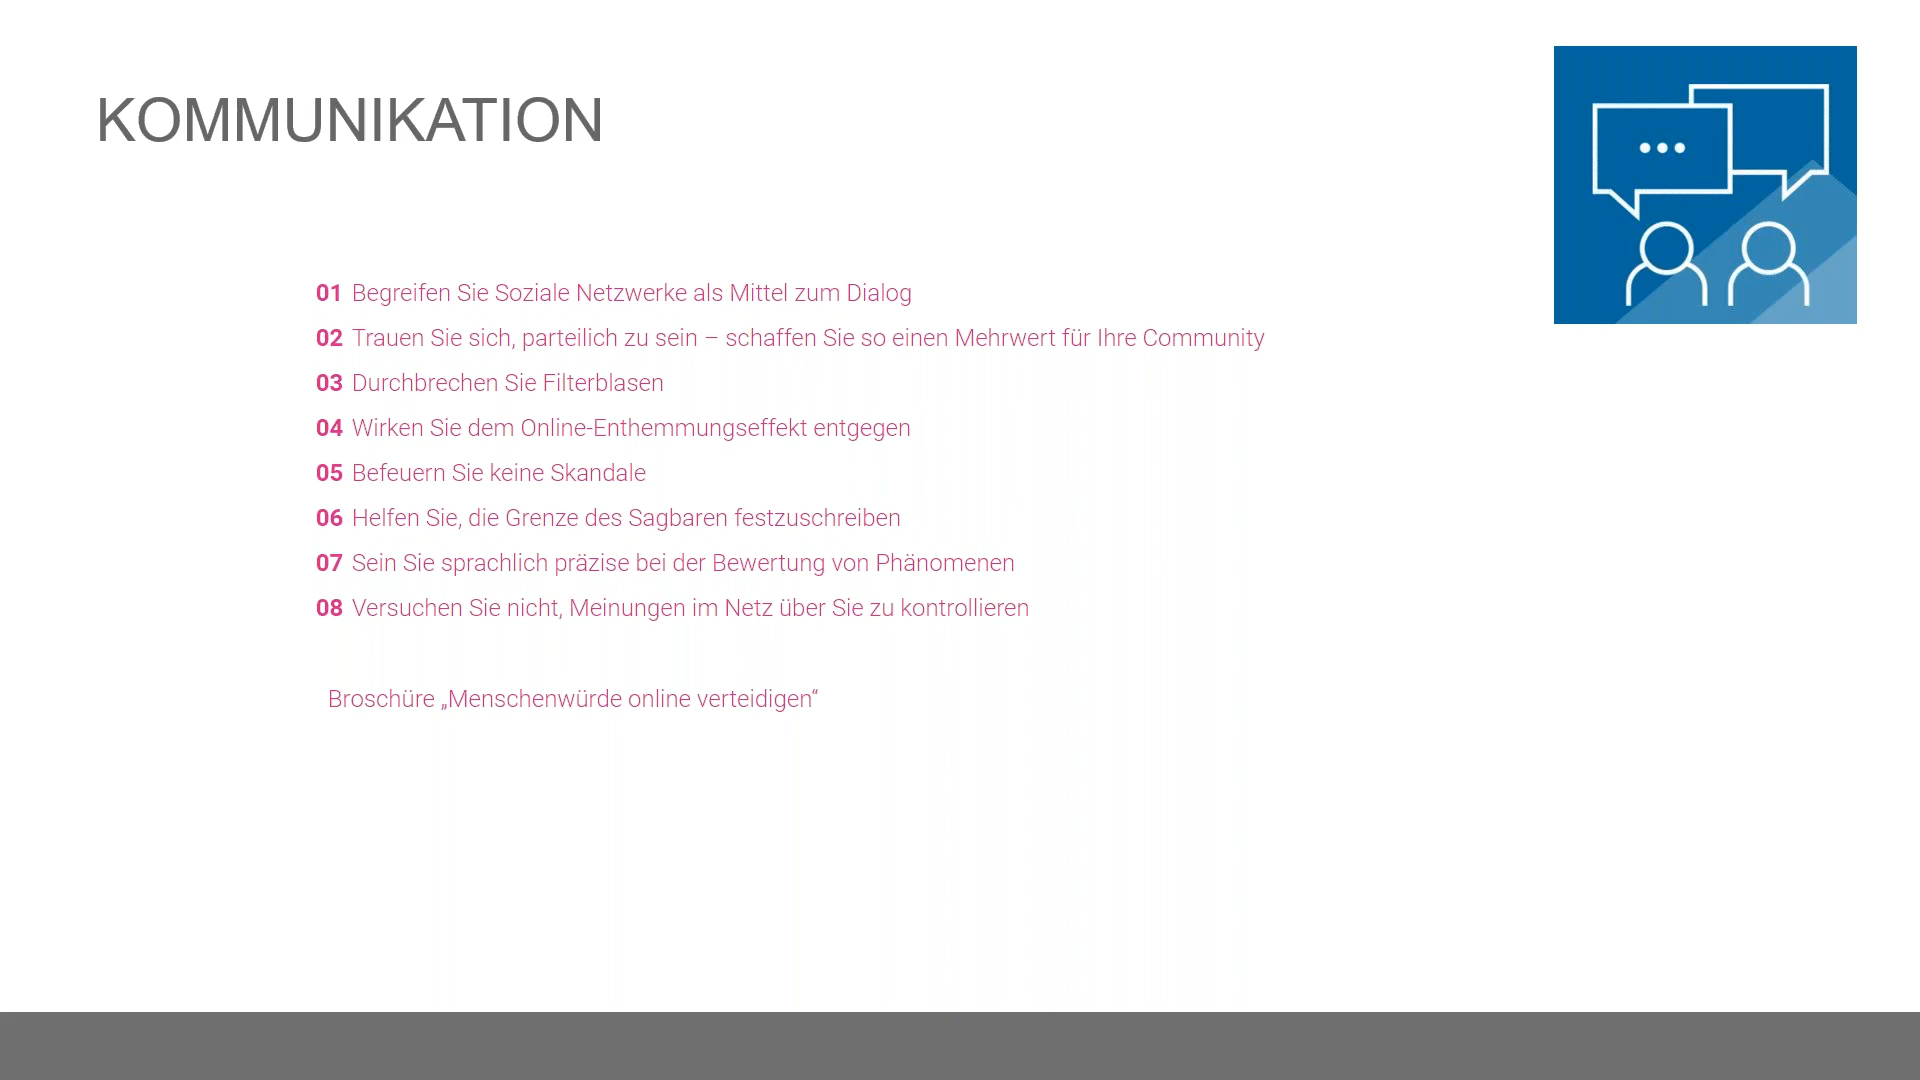 KOMMUNIKATION
01 Begreifen Sie Soziale Netzwerke als Mittel zum Dialog
02 Trauen Sie sich, parteilich zu sein – schaffen Sie so einen Mehrwert für Ihre Community
03 Durchbrechen Sie Filterblasen
04 Wirken Sie dem Online-Enthemmungseffekt entgegen
05 Befeuern Sie keine Skandale
06 Helfen Sie, die Grenze des Sagbaren festzuschreiben
07 Sein Sie sprachlich präzise bei der Bewertung von Phänomenen
08 Versuchen Sie nicht, Meinungen im Netz über Sie zu kontrollieren
Broschüre „Menschenwürde online verteidigen“